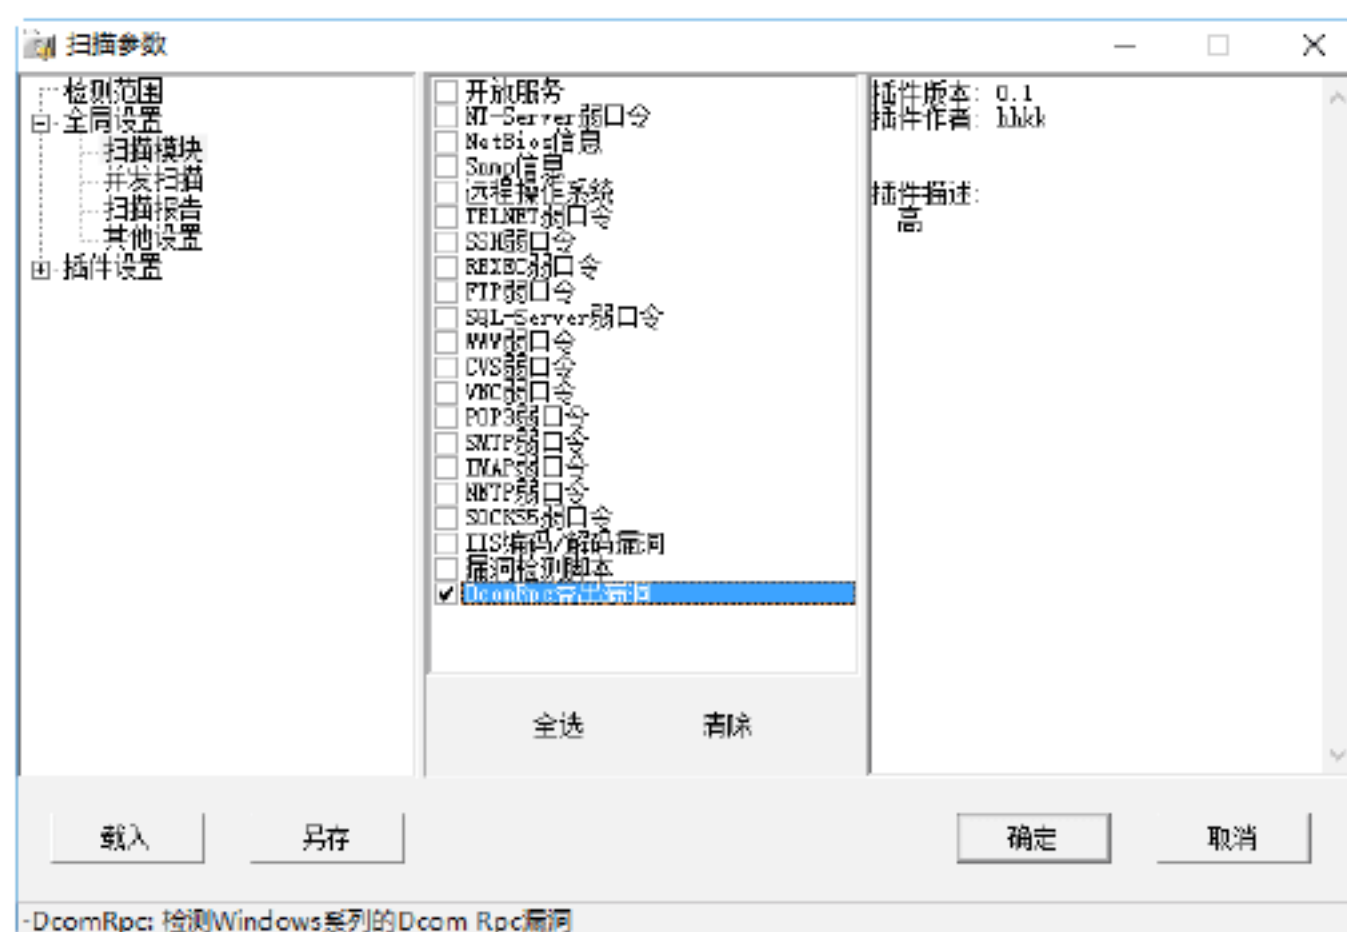 扫描参数
检测范围
全局设置
扫描模块
并发扫描
扫描报告
其他设置
插件设置
开放服务
NT-Server弱口令
NetBios信息
Snmp信息
远程操作系统
TELNET弱口令
SSH弱口令
REXEC弱口令
FTP弱口令
SQL-Server弱口令
WWW弱口令
CVS弱口令
VNC弱口令
POP3弱口令
SMTP弱口令
IMAP弱口令
NNTP弱口令
SOCKS5弱口令
IIS编码/解码漏洞
漏洞检测脚本
DcomRpc溢出漏洞
全选 清除
插件版本: 0.1
插件作者: hhkk
插件描述:
高
载入 另存 确定 取消
-DcomRpc: 检测Windows系列的Dcom Rpc漏洞